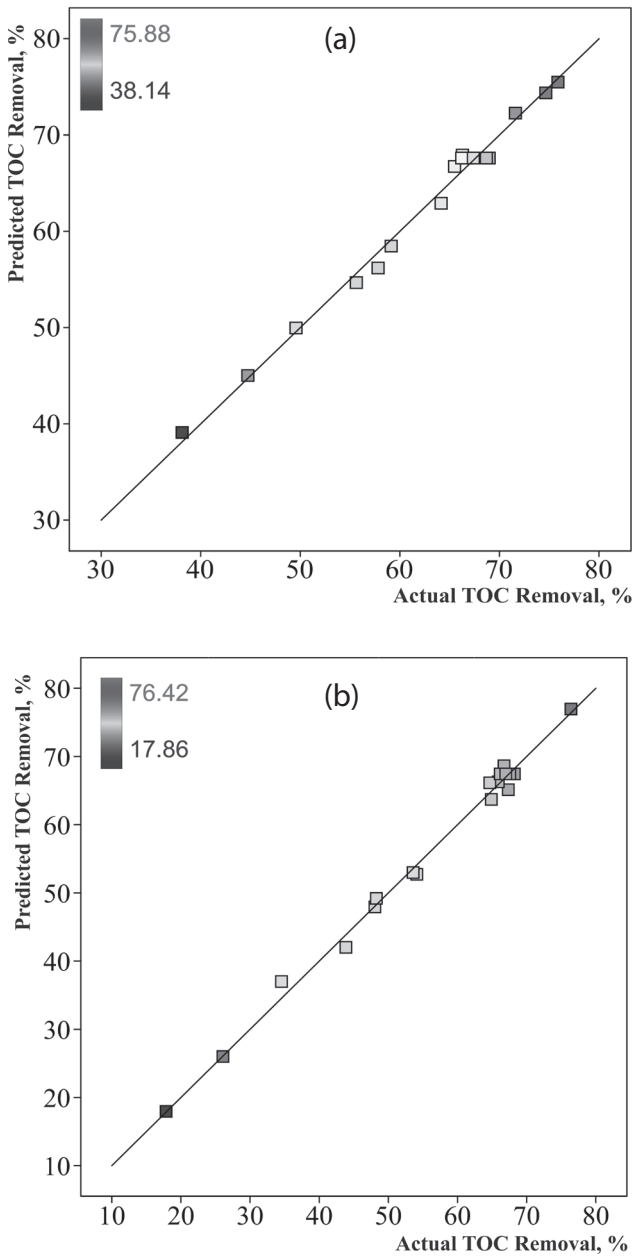 (a)
75.88
38.14
Predicted TOC Removal, %
80
70
60
50
40
30
30 40 50 60 70 80
Actual TOC Removal, %
(b)
76.42
17.86
Predicted TOC Removal, %
80
70
60
50
40
30
20
10
10 20 30 40 50 60 70 80
Actual TOC Removal, %